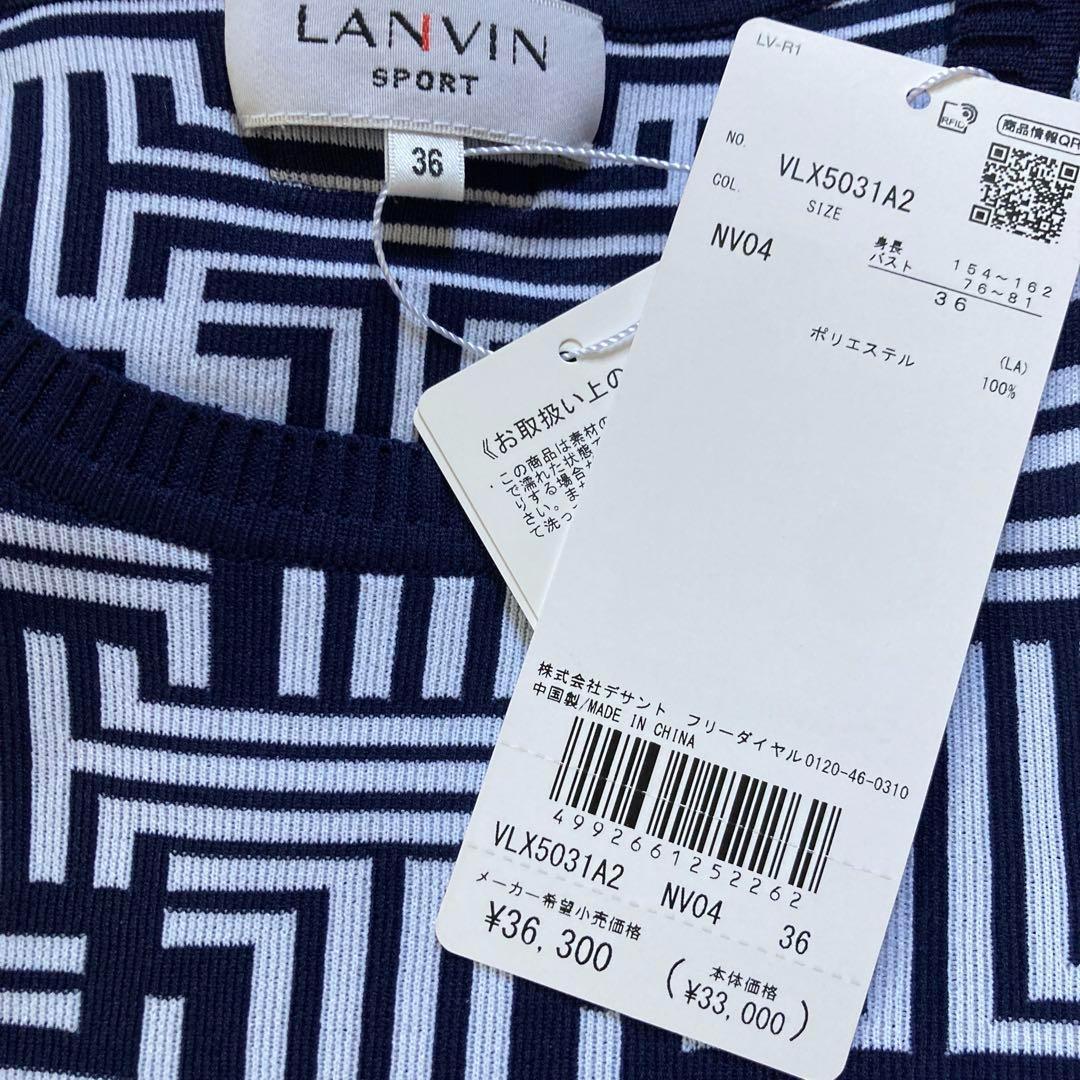 LANVIN
SPORT
36
LV-R1
RFID
商品情報QR
NO.
VLX5031A2
COL.
SIZE
NV04
身長 154~162
バスト 76~81
36
ポリエステル
(LA)
100%
《お取扱い上の
この商品は素材の
で濡れた状態
する場合
い。ま
て洗っ
株式会社デサント フリーダイヤル0120-46-0310
中国製/MADE IN CHINA
4992661252262
VLX5031A2 NV04 36
メーカー希望小売価格
¥36,300
(本体価格
¥33,000)